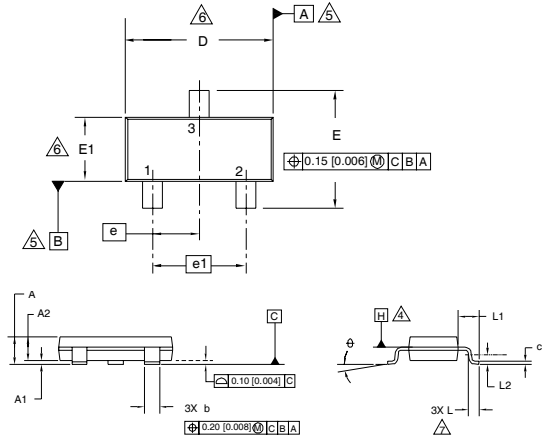 6
A 5
D
3
E
6 E1
1 2
⌖ 0.15 [0.006] Ⓜ C B A
5 B
e
e1
A
A2
C
H 4
L1
θ
c
A1
⌓ 0.10 [0.004] C
L2
3X b
3X L
⌖ 0.20 [0.008] Ⓜ C B A
7